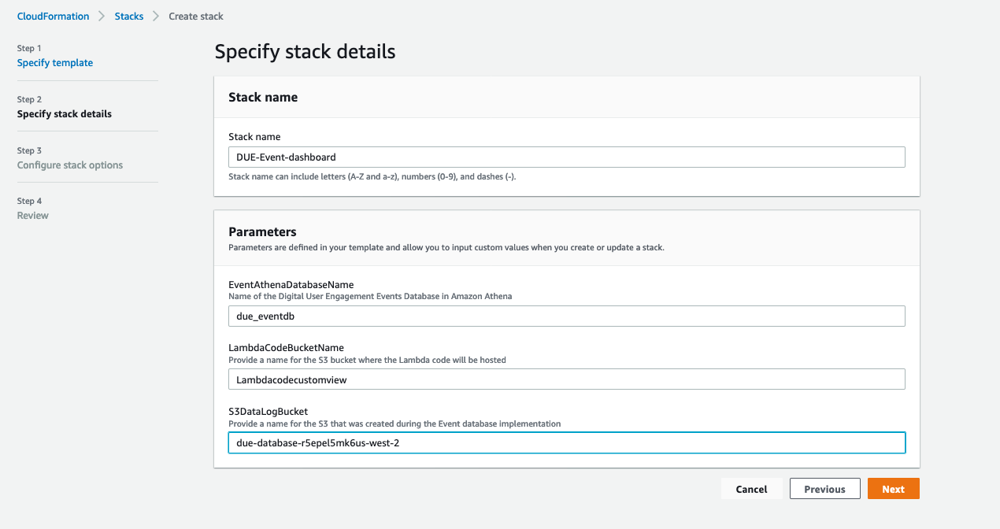 CloudFormation > Stacks > Create stack
Step 1
Specify template
Step 2
Specify stack details
Step 3
Configure stack options
Step 4
Review
Specify stack details
Stack name
Stack name
DUE-Event-dashboard
Stack name can include letters (A-Z and a-z), numbers (0-9), and dashes (-).
Parameters
Parameters are defined in your template and allow you to input custom values when you create or update a stack.
EventAthenaDatabaseName
Name of the Digital User Engagement Events Database in Amazon Athena
due_eventdb
LambdaCodeBucketName
Provide a name for the S3 bucket where the Lambda code will be hosted
Lambdacodecustomview
S3DataLogBucket
Provide a name for the S3 that was created during the Event database implementation
due-database-r5epel5mk6us-west-2
Cancel Previous Next